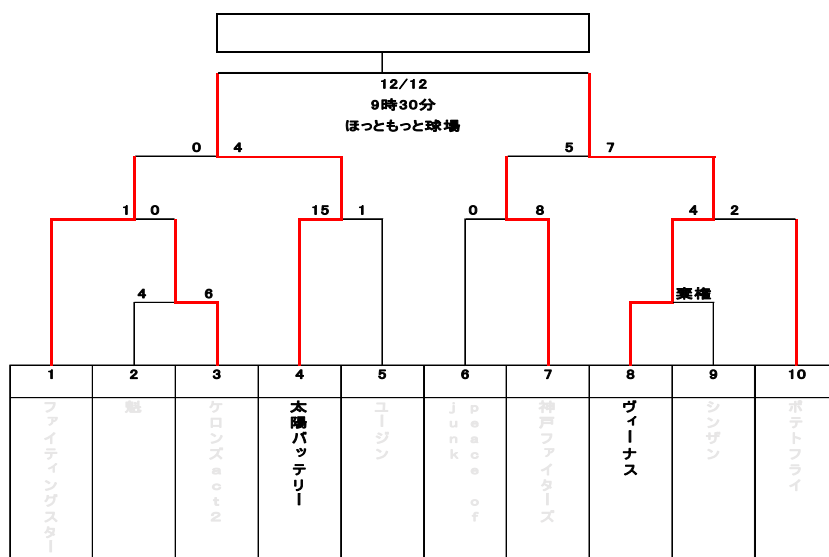 12/12
9時30分
ほっともっと球場
0 4
5 7
1 0
15 1
0 8
4 2
4 6
棄権
1 2 3 4 5 6 7 8 9 10
ファイティングスター
魁
ケロンズact2
太陽バッテリー
ユージン
peace of
junk
神戸ファイターズ
ヴィーナス
シンザン
ポテトフライ